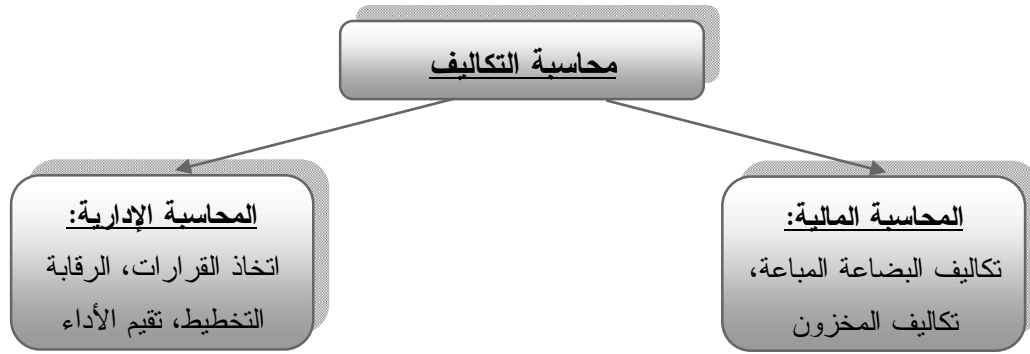 محاسبة التكاليف
المحاسبة المالية:
تكاليف البضاعة المباعة،
تكاليف المخزون
المحاسبة الإدارية:
اتخاذ القرارات، الرقابة
التخطيط، تقيم الأداء